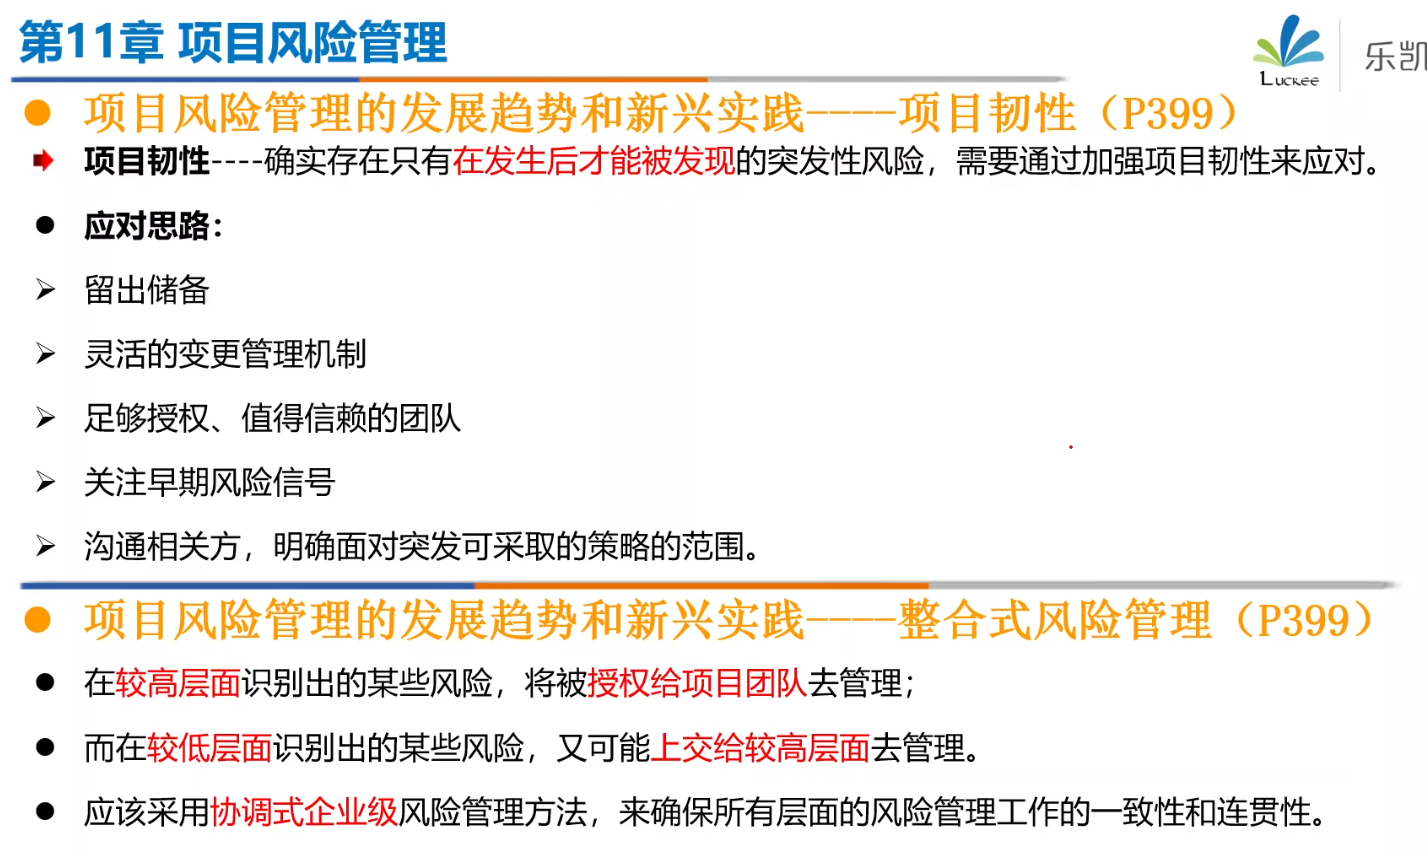 第11章 项目风险管理
Luckee
乐凯
项目风险管理的发展趋势和新兴实践----项目韧性（P399）
项目韧性----确实存在只有在发生后才能被发现的突发性风险，需要通过加强项目韧性来应对。
应对思路：
留出储备
灵活的变更管理机制
足够授权、值得信赖的团队
关注早期风险信号
沟通相关方，明确面对突发可采取的策略的范围。
项目风险管理的发展趋势和新兴实践----整合式风险管理（P399）
在较高层面识别出的某些风险，将被授权给项目团队去管理；
而在较低层面识别出的某些风险，又可能上交给较高层面去管理。
应该采用协调式企业级风险管理方法，来确保所有层面的风险管理工作的一致性和连贯性。